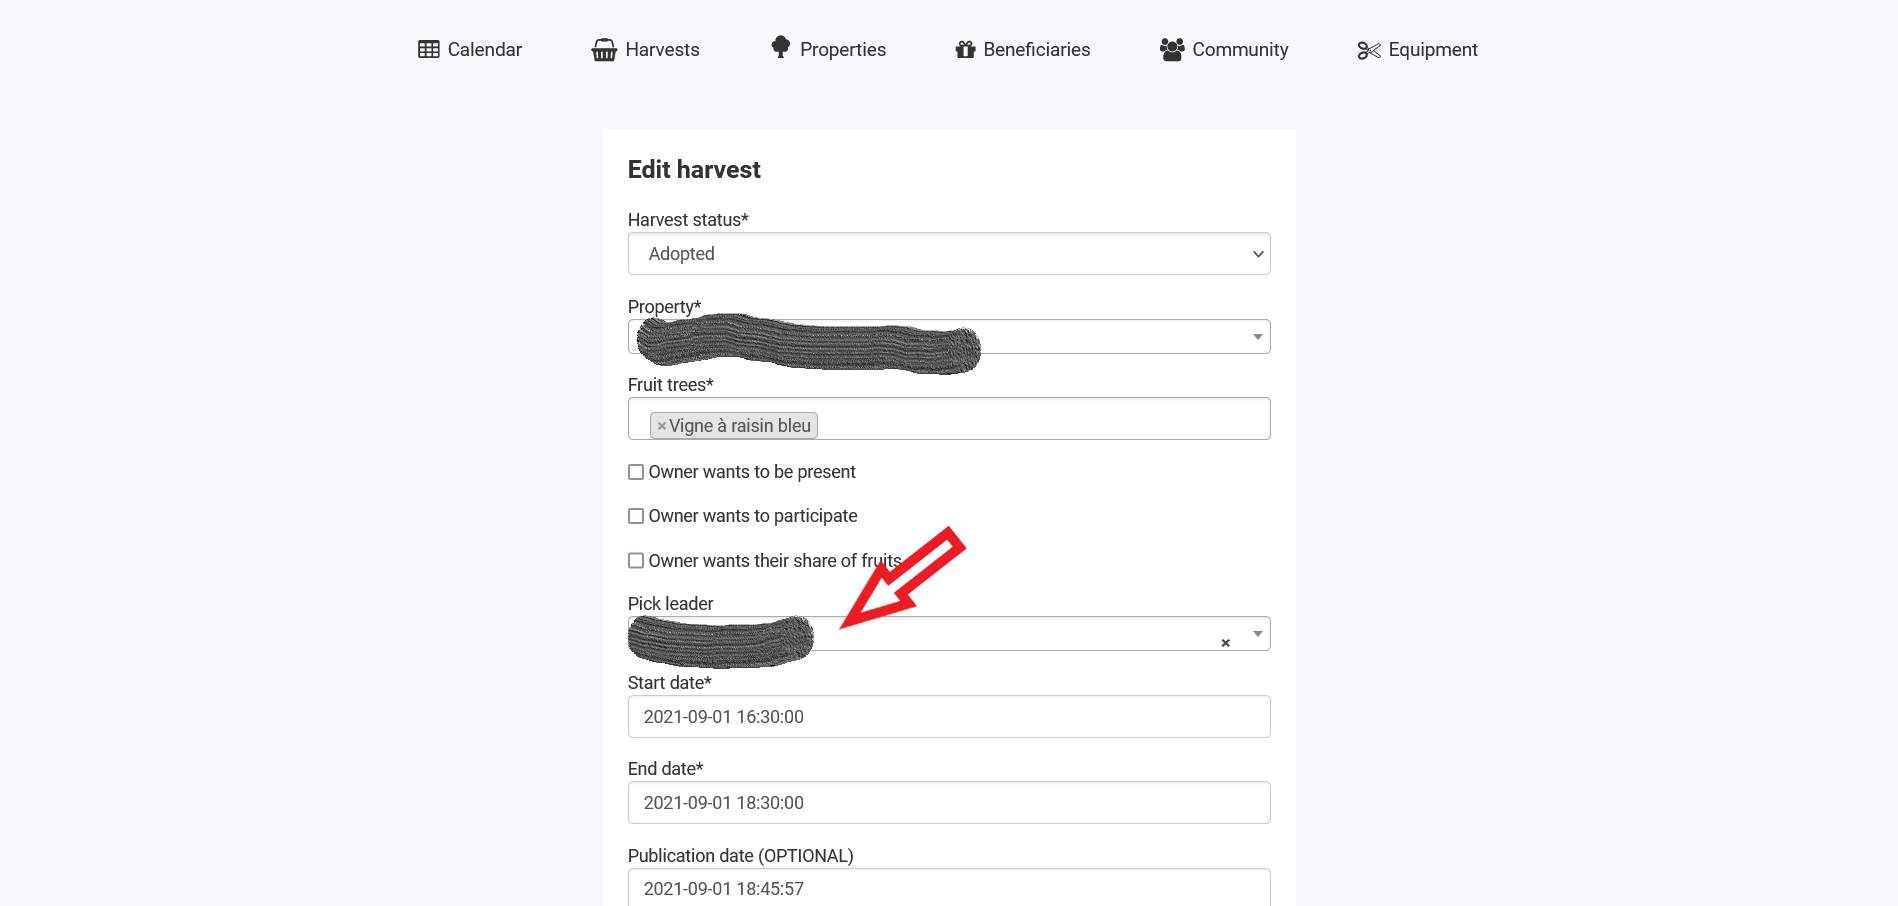 Calendar Harvests Properties Beneficiaries Community Equipment
Edit harvest
Harvest status*
Adopted
Property*
Fruit trees*
×Vigne à raisin bleu
Owner wants to be present
Owner wants to participate
Owner wants their share of fruits
Pick leader
×
Start date*
2021-09-01 16:30:00
End date*
2021-09-01 18:30:00
Publication date (OPTIONAL)
2021-09-01 18:45:57